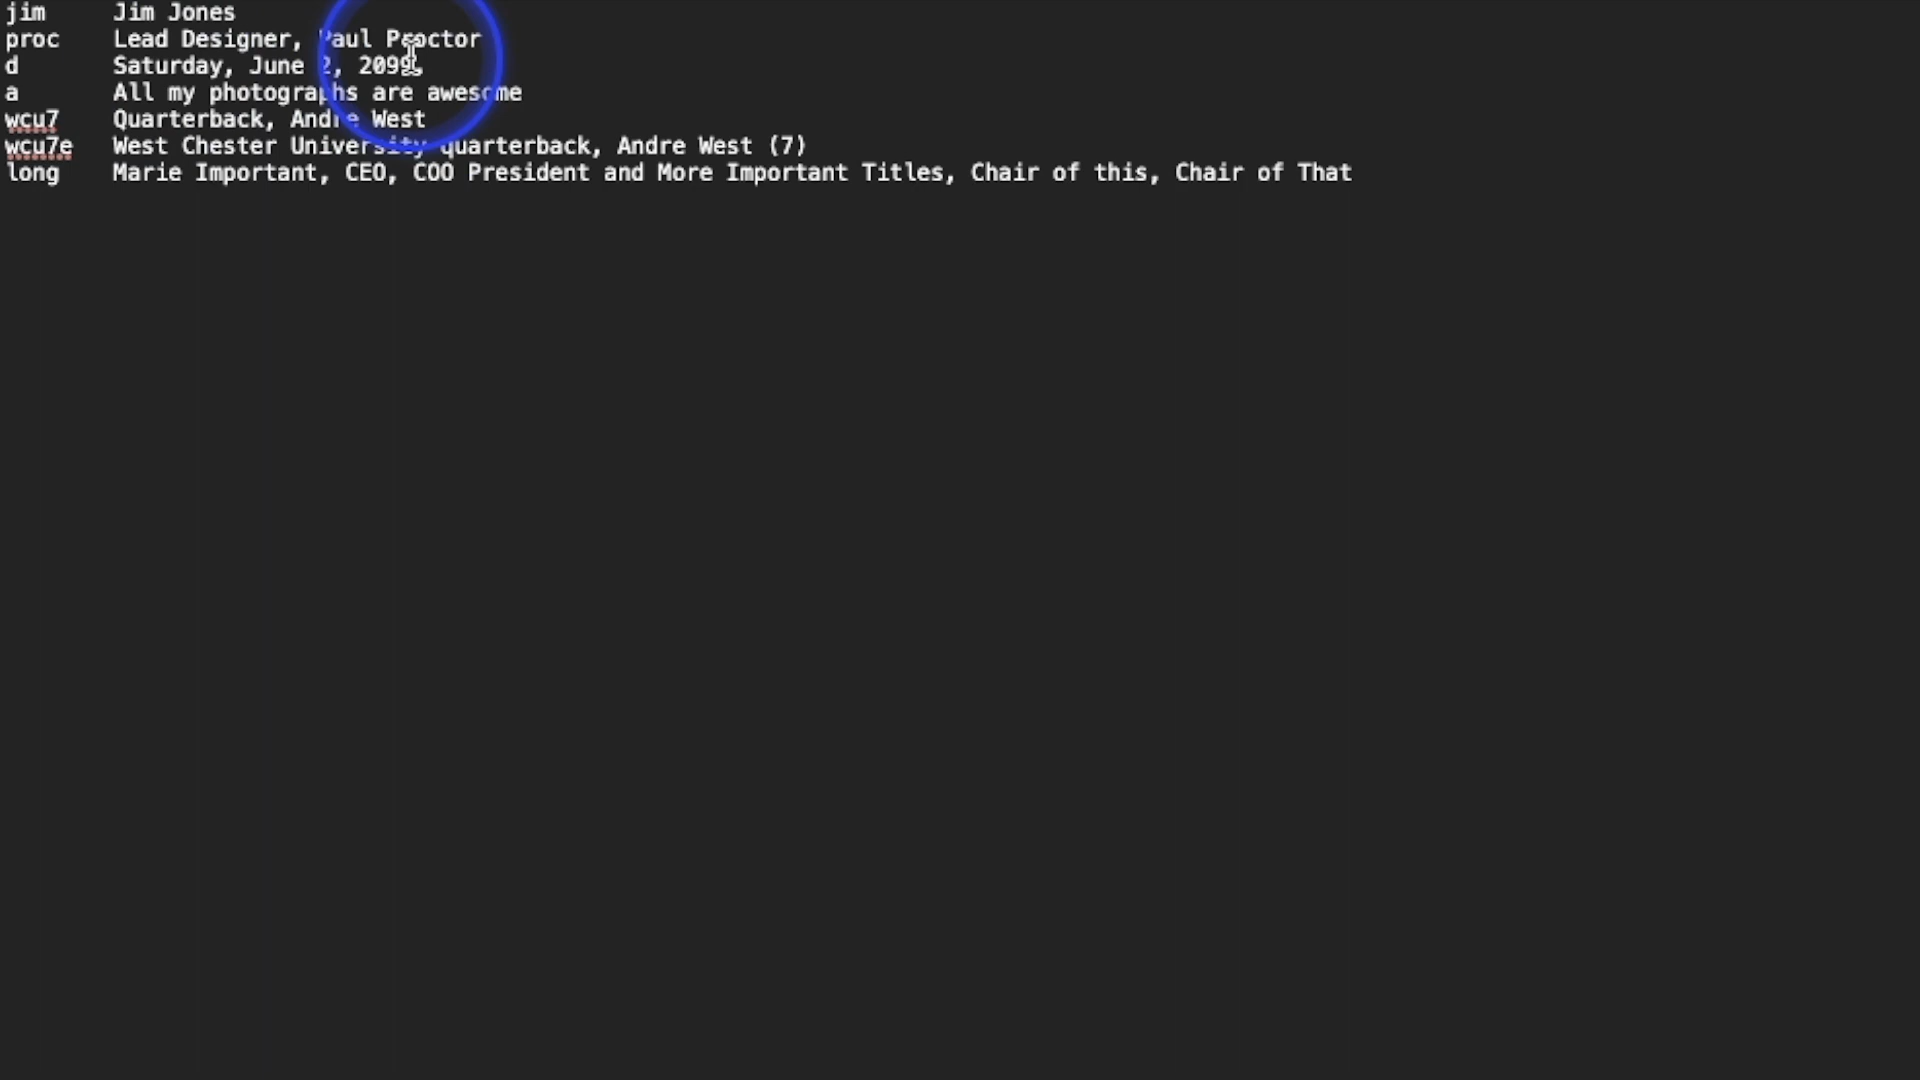 jim Jim Jones
proc Lead Designer, Paul Proctor
d Saturday, June 2, 2099,
a All my photographs are awesome
wcu7 Quarterback, Andre West
wcu7e West Chester University quarterback, Andre West (7)
long Marie Important, CEO, COO President and More Important Titles, Chair of this, Chair of That